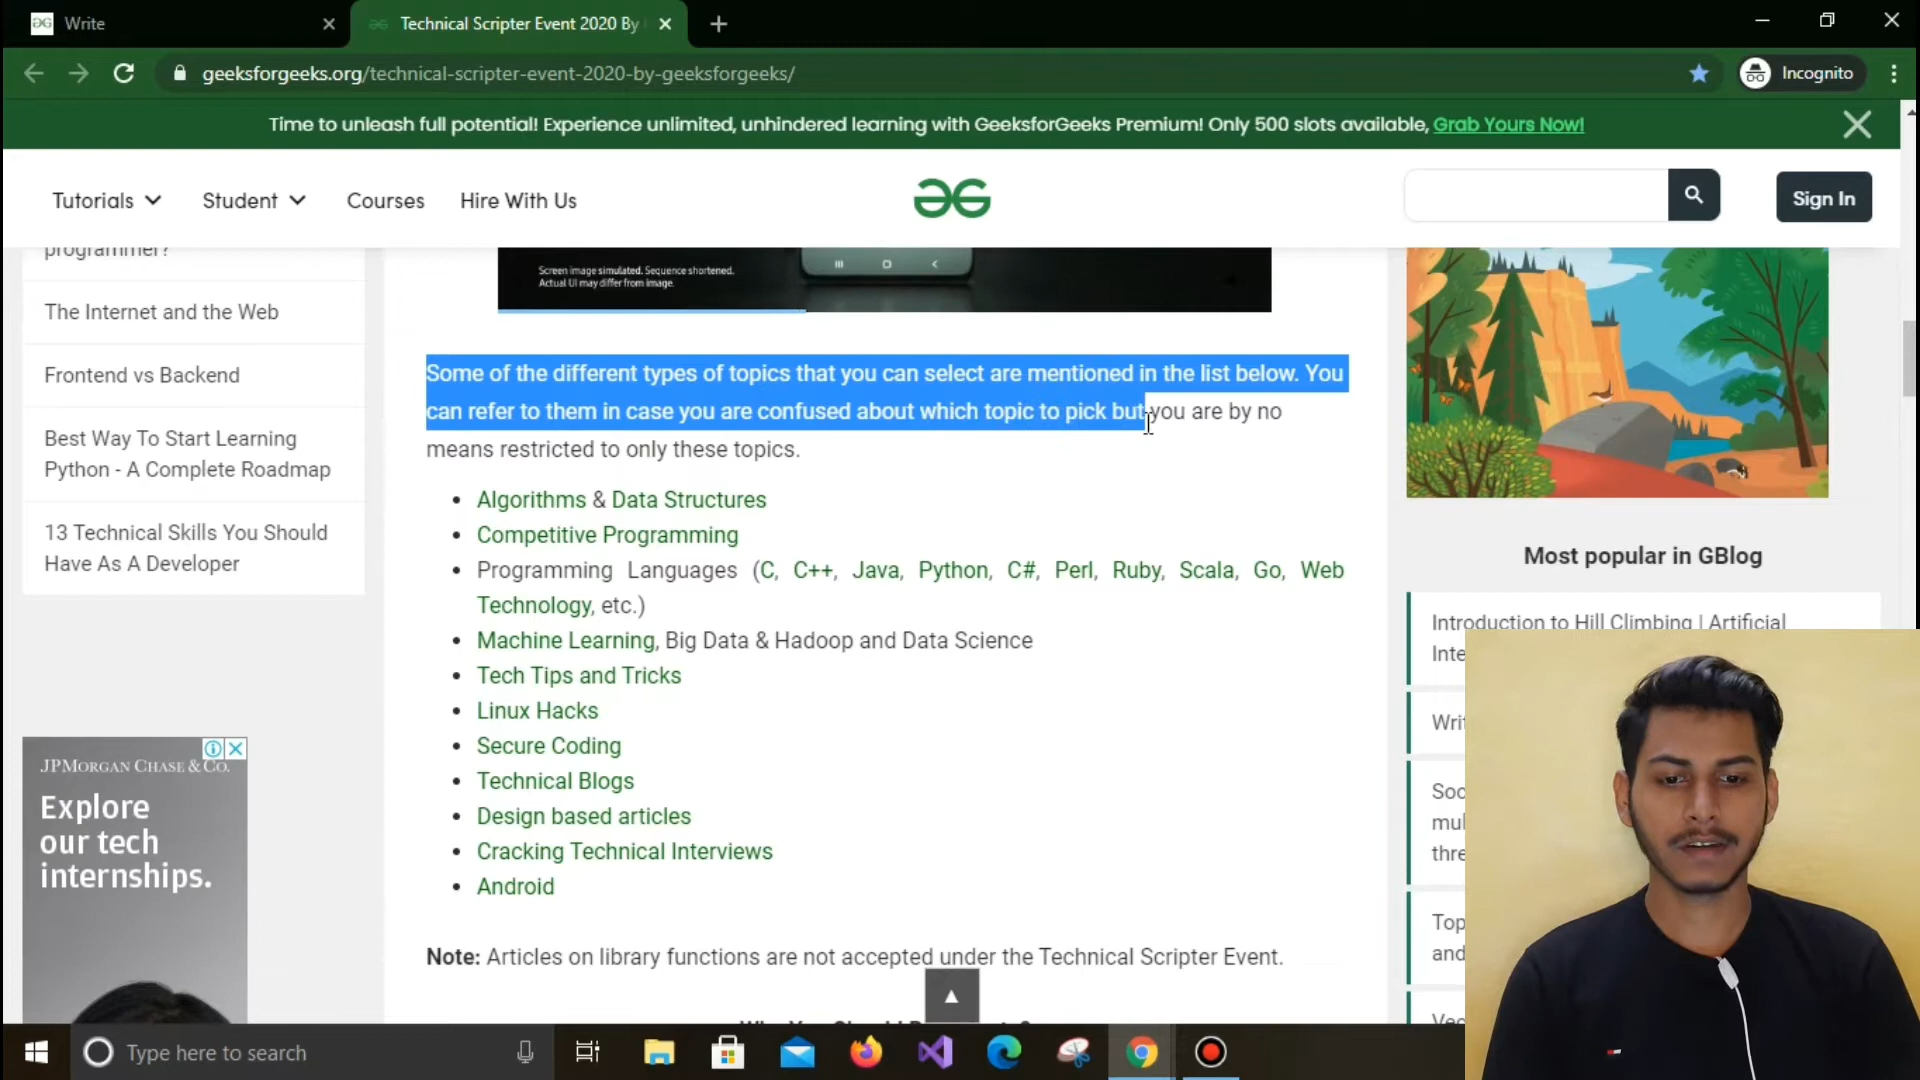 Write
Technical Scripter Event 2020 By
geeksforgeeks.org/technical-scripter-event-2020-by-geeksforgeeks/
Incognito
Time to unleash full potential! Experience unlimited, unhindered learning with GeeksforGeeks Premium! Only 500 slots available, Grab Yours Now!
Tutorials
Student
Courses
Hire With Us
Sign In
programmer?
The Internet and the Web
Frontend vs Backend
Best Way To Start Learning
Python - A Complete Roadmap
13 Technical Skills You Should
Have As A Developer
JPMORGAN CHASE & CO.
Explore
our tech
internships.
Screen image simulated. Sequence shortened.
Actual UI may differ from image.
Some of the different types of topics that you can select are mentioned in the list below. You
can refer to them in case you are confused about which topic to pick but you are by no
means restricted to only these topics.
• Algorithms & Data Structures
• Competitive Programming
• Programming Languages (C, C++, Java, Python, C#, Perl, Ruby, Scala, Go, Web
Technology, etc.)
• Machine Learning, Big Data & Hadoop and Data Science
• Tech Tips and Tricks
• Linux Hacks
• Secure Coding
• Technical Blogs
• Design based articles
• Cracking Technical Interviews
• Android
Note: Articles on library functions are not accepted under the Technical Scripter Event.
Most popular in GBlog
Introduction to Hill Climbing | Artificial
Type here to search